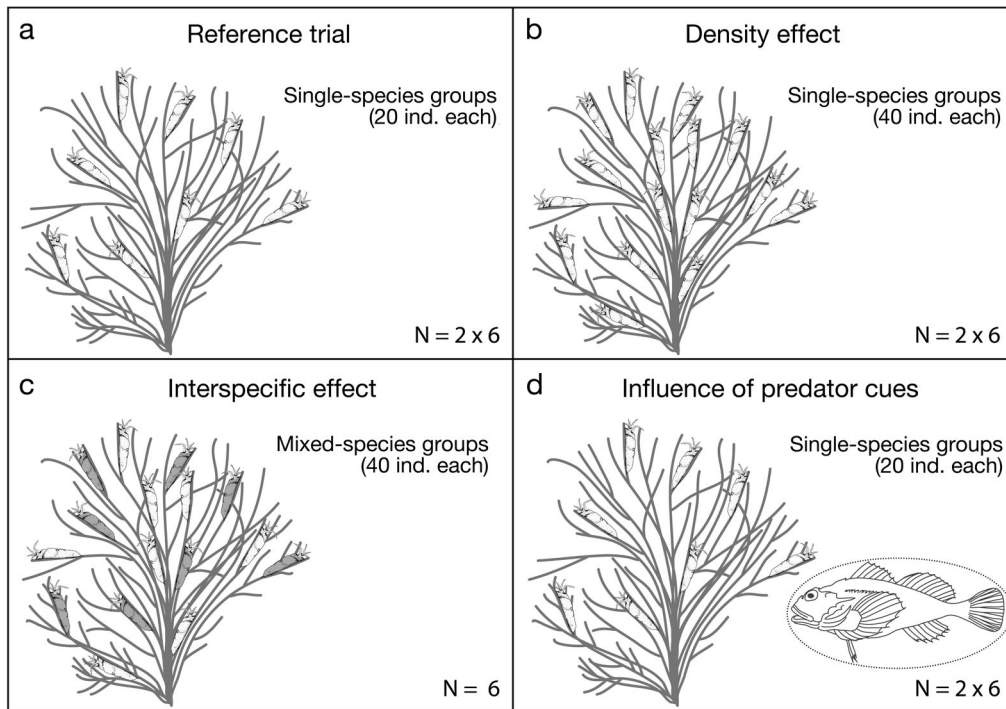 a
Reference trial
Single-species groups
(20 ind. each)
N = 2 x 6
b
Density effect
Single-species groups
(40 ind. each)
N = 2 x 6
c
Interspecific effect
Mixed-species groups
(40 ind. each)
N = 6
d
Influence of predator cues
Single-species groups
(20 ind. each)
N = 2 x 6